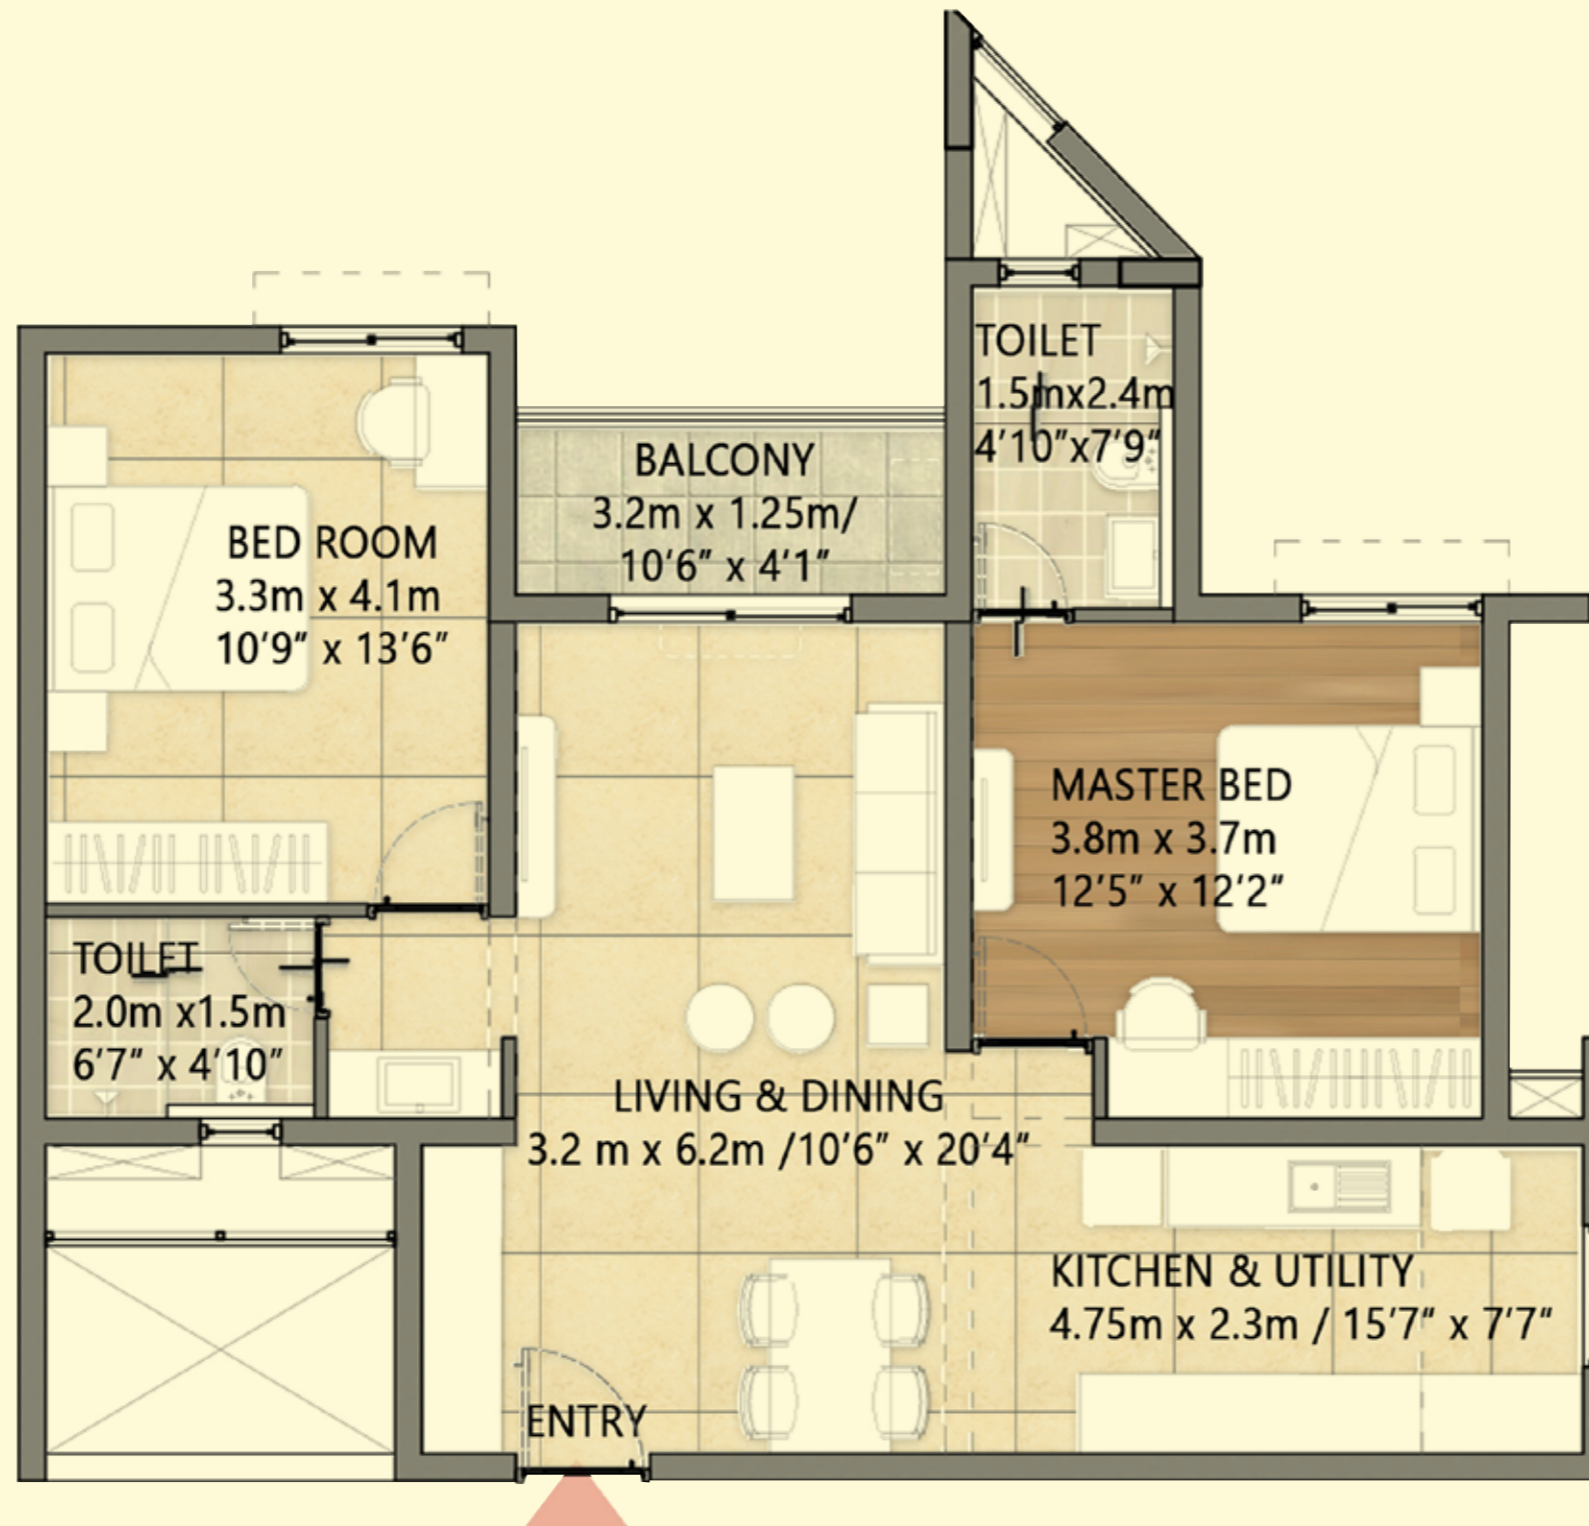 TOILET
1.5mx2.4m
4'10"x7'9"
BALCONY
3.2m x 1.25m/
10'6" x 4'1"
BED ROOM
3.3m x 4.1m
10'9" x 13'6"
MASTER BED
3.8m x 3.7m
12'5" x 12'2"
TOILET
2.0m x1.5m
6'7" x 4'10"
LIVING & DINING
3.2 m x 6.2m /10'6" x 20'4"
KITCHEN & UTILITY
4.75m x 2.3m / 15'7" x 7'7"
ENTRY